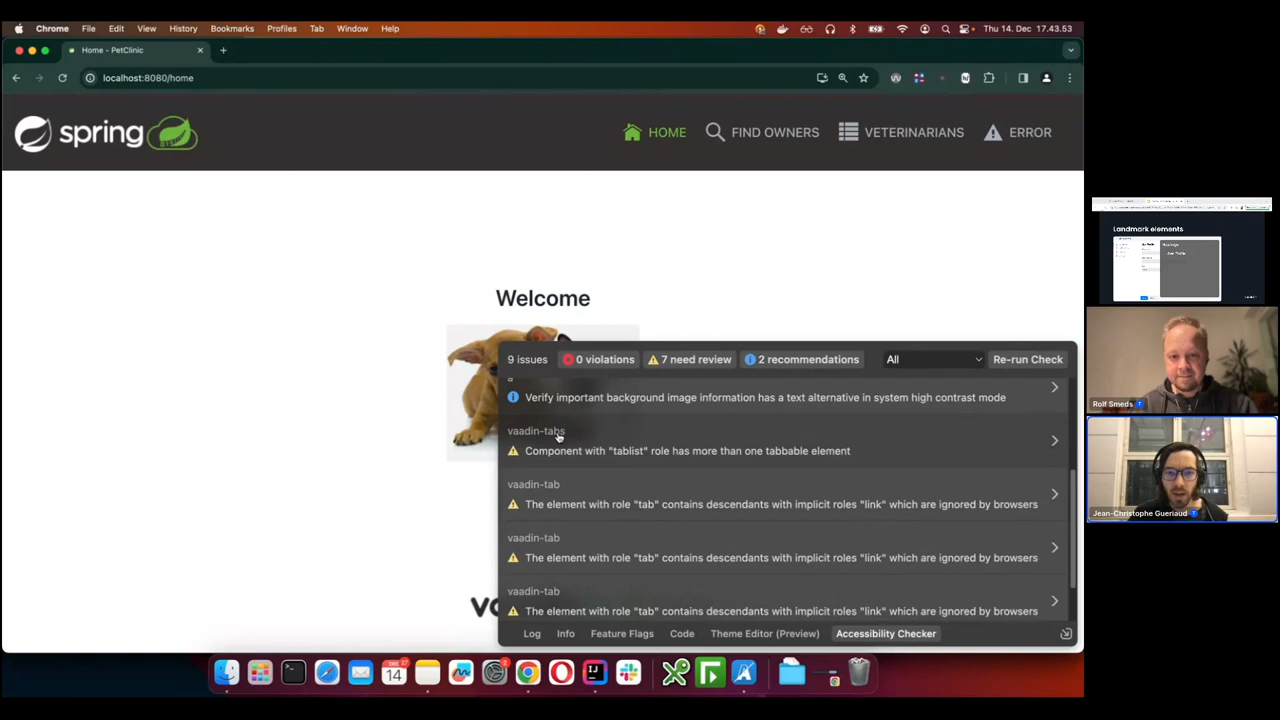 Chrome File Edit View History Bookmarks Profiles Tab Window Help Thu 14. Dec 17.43.53
Home - PetClinic
localhost:8080/home
spring HOME FIND OWNERS VETERINARIANS ERROR
Welcome
9 issues 0 violations 7 need review 2 recommendations All Re-run Check
Verify important background image information has a text alternative in system high contrast mode
vaadin-tabs
Component with "tablist" role has more than one tabbable element
vaadin-tab
The element with role "tab" contains descendants with implicit roles "link" which are ignored by browsers
vaadin-tab
The element with role "tab" contains descendants with implicit roles "link" which are ignored by browsers
vaadin-tab
The element with role "tab" contains descendants with implicit roles "link" which are ignored by browsers
Log Info Feature Flags Code Theme Editor (Preview) Accessibility Checker
DEC
14
Landmark elements
Rolf Smeds
Jean-Christophe Gueriaud